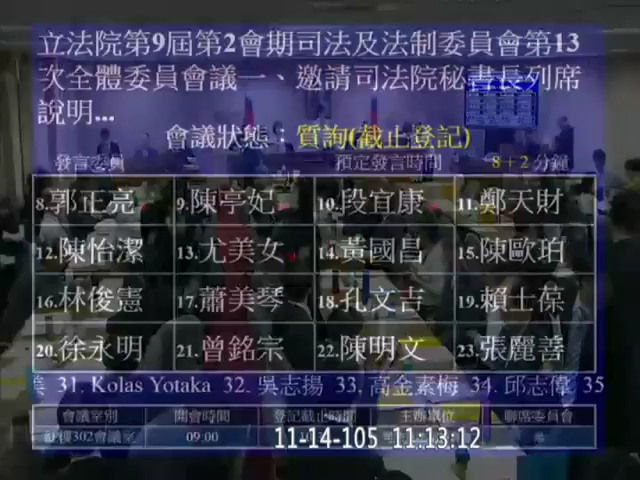 立法院第9屆第2會期司法及法制委員會第13
次全體委員會議一、邀請司法院秘書長列席
說明...
會議狀態：質詢(截止登記)
發言委員 預定發言時間 8+2分鐘
8.郭正亮 9.陳亭妃 10.段宜康 11.鄭天財
12.陳怡潔 13.尤美女 14.黃國昌 15.陳歐珀
16.林俊憲 17.蕭美琴 18.孔文吉 19.賴士葆
20.徐永明 21.曾銘宗 22.陳明文 23.張麗善
31. Kolas Yotaka 32. 吳志揚 33. 高金素梅 34. 邱志偉 35
會議室別 開會時間 登記截止時間 主辦單位 聯席委員會
302會議室 09:00
11-14-105 11:13:12